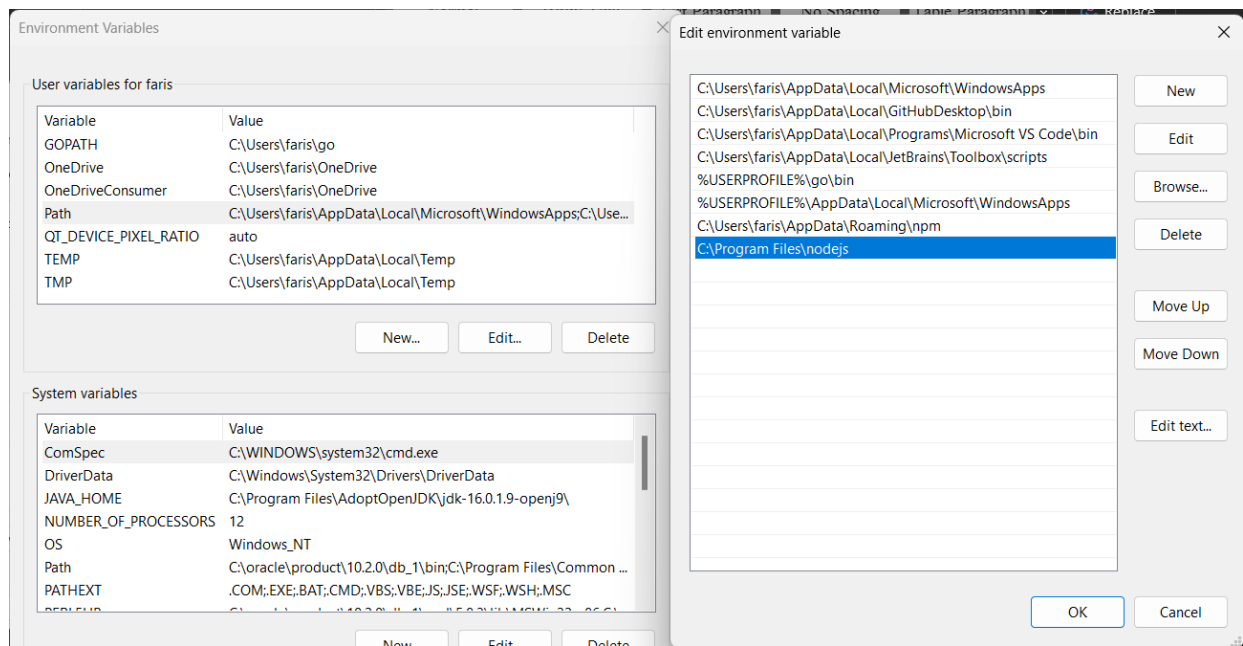 No Spacing
Table Paragraph
Replace
Environment Variables
User variables for faris
Variable Value
GOPATH C:\Users\faris\go
OneDrive C:\Users\faris\OneDrive
OneDriveConsumer C:\Users\faris\OneDrive
Path C:\Users\faris\AppData\Local\Microsoft\WindowsApps;C:\Use...
QT_DEVICE_PIXEL_RATIO auto
TEMP C:\Users\faris\AppData\Local\Temp
TMP C:\Users\faris\AppData\Local\Temp
New... Edit... Delete
System variables
Variable Value
ComSpec C:\WINDOWS\system32\cmd.exe
DriverData C:\Windows\System32\Drivers\DriverData
JAVA_HOME C:\Program Files\AdoptOpenJDK\jdk-16.0.1.9-openj9\
NUMBER_OF_PROCESSORS 12
OS Windows_NT
Path C:\oracle\product\10.2.0\db_1\bin;C:\Program Files\Common ...
PATHEXT .COM;.EXE;.BAT;.CMD;.VBS;.VBE;.JS;.JSE;.WSF;.WSH;.MSC
New Edit Delete
Edit environment variable
C:\Users\faris\AppData\Local\Microsoft\WindowsApps
C:\Users\faris\AppData\Local\GitHubDesktop\bin
C:\Users\faris\AppData\Local\Programs\Microsoft VS Code\bin
C:\Users\faris\AppData\Local\JetBrains\Toolbox\scripts
%USERPROFILE%\go\bin
%USERPROFILE%\AppData\Local\Microsoft\WindowsApps
C:\Users\faris\AppData\Roaming\npm
C:\Program Files\nodejs
New
Edit
Browse...
Delete
Move Up
Move Down
Edit text...
OK Cancel